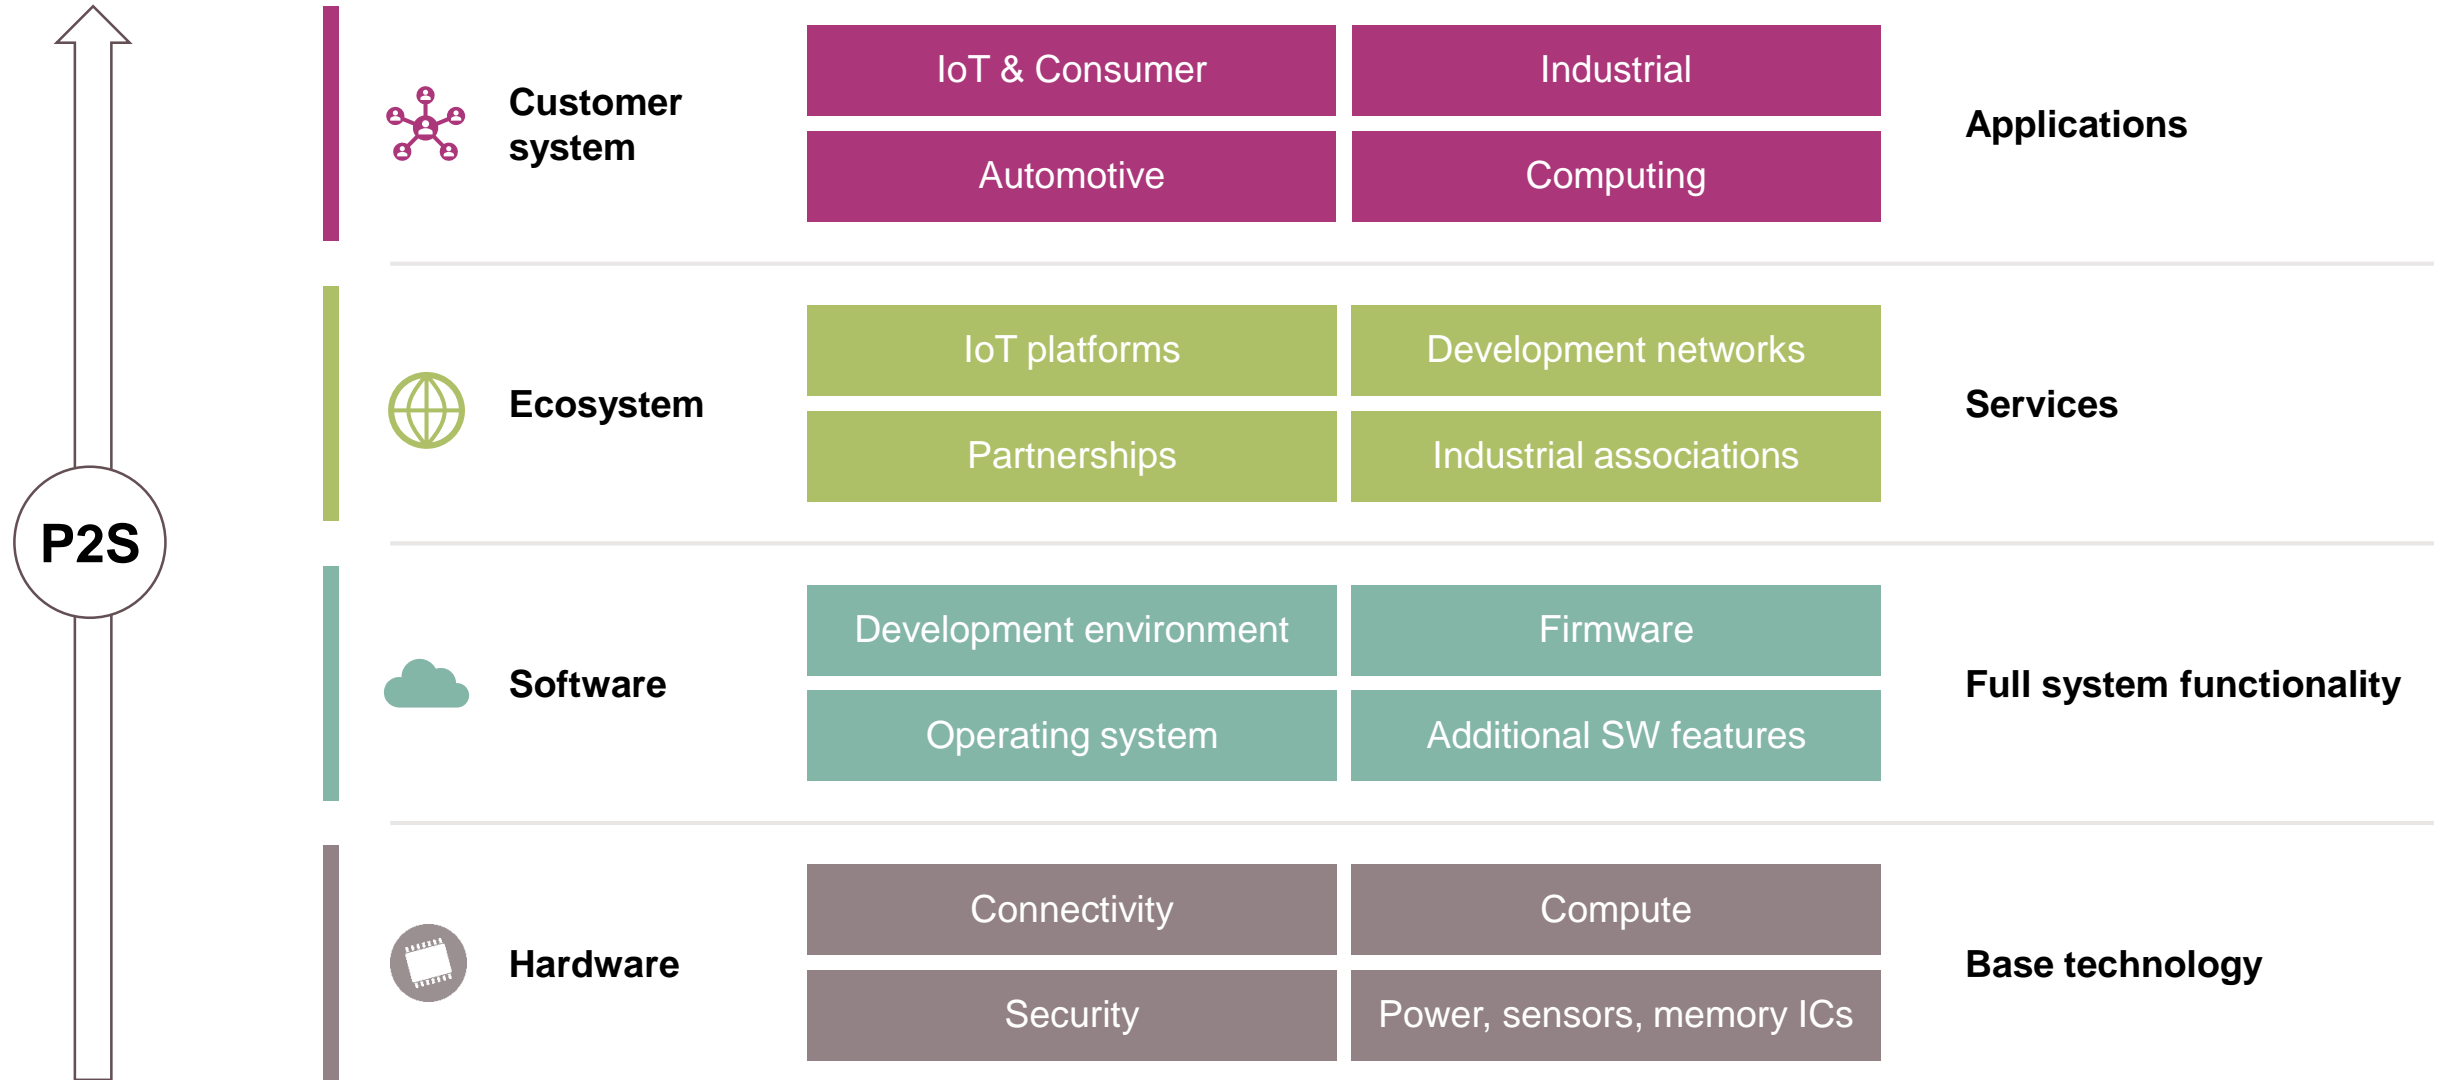 P2S
Customer
system
IoT & Consumer
Industrial
Automotive
Computing
Applications
Ecosystem
IoT platforms
Development networks
Partnerships
Industrial associations
Services
Software
Development environment
Firmware
Operating system
Additional SW features
Full system functionality
Hardware
Connectivity
Compute
Security
Power, sensors, memory ICs
Base technology